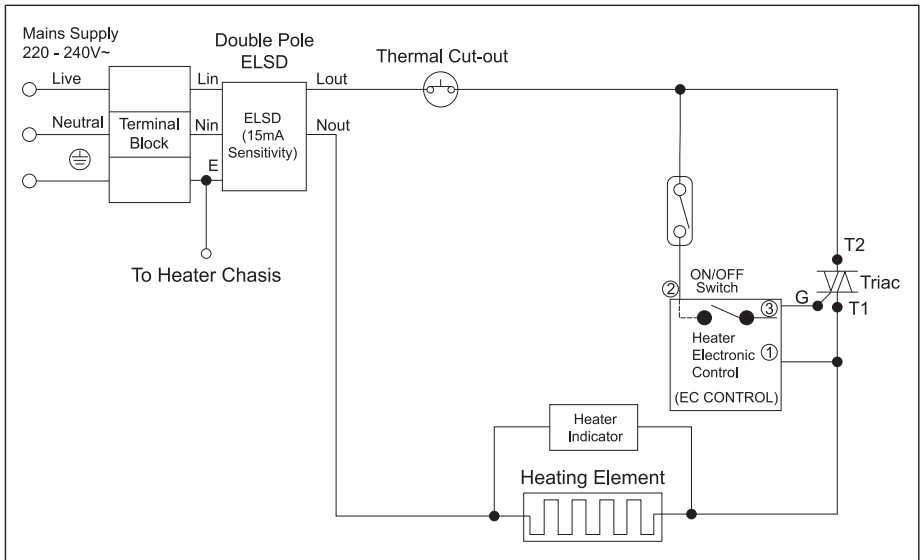 Mains Supply
220 - 240V~
Live
Neutral
Terminal
Block
Lin
Nin
E
To Heater Chasis
Double Pole
ELSD
ELSD
(15mA
Sensitivity)
Lout
Nout
Thermal Cut-out
T2
Triac
T1
G
ON/OFF
Switch
②
③
Heater
Electronic
Control
①
(EC CONTROL)
Heater
Indicator
Heating Element